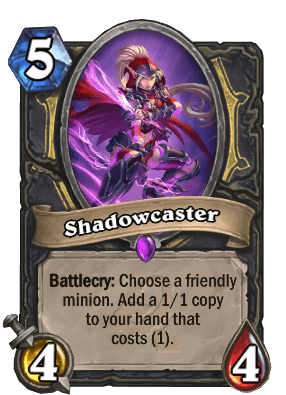 5
Shadowcaster
Battlecry: Choose a friendly
minion. Add a 1/1 copy
to your hand that
costs (1).
4
4